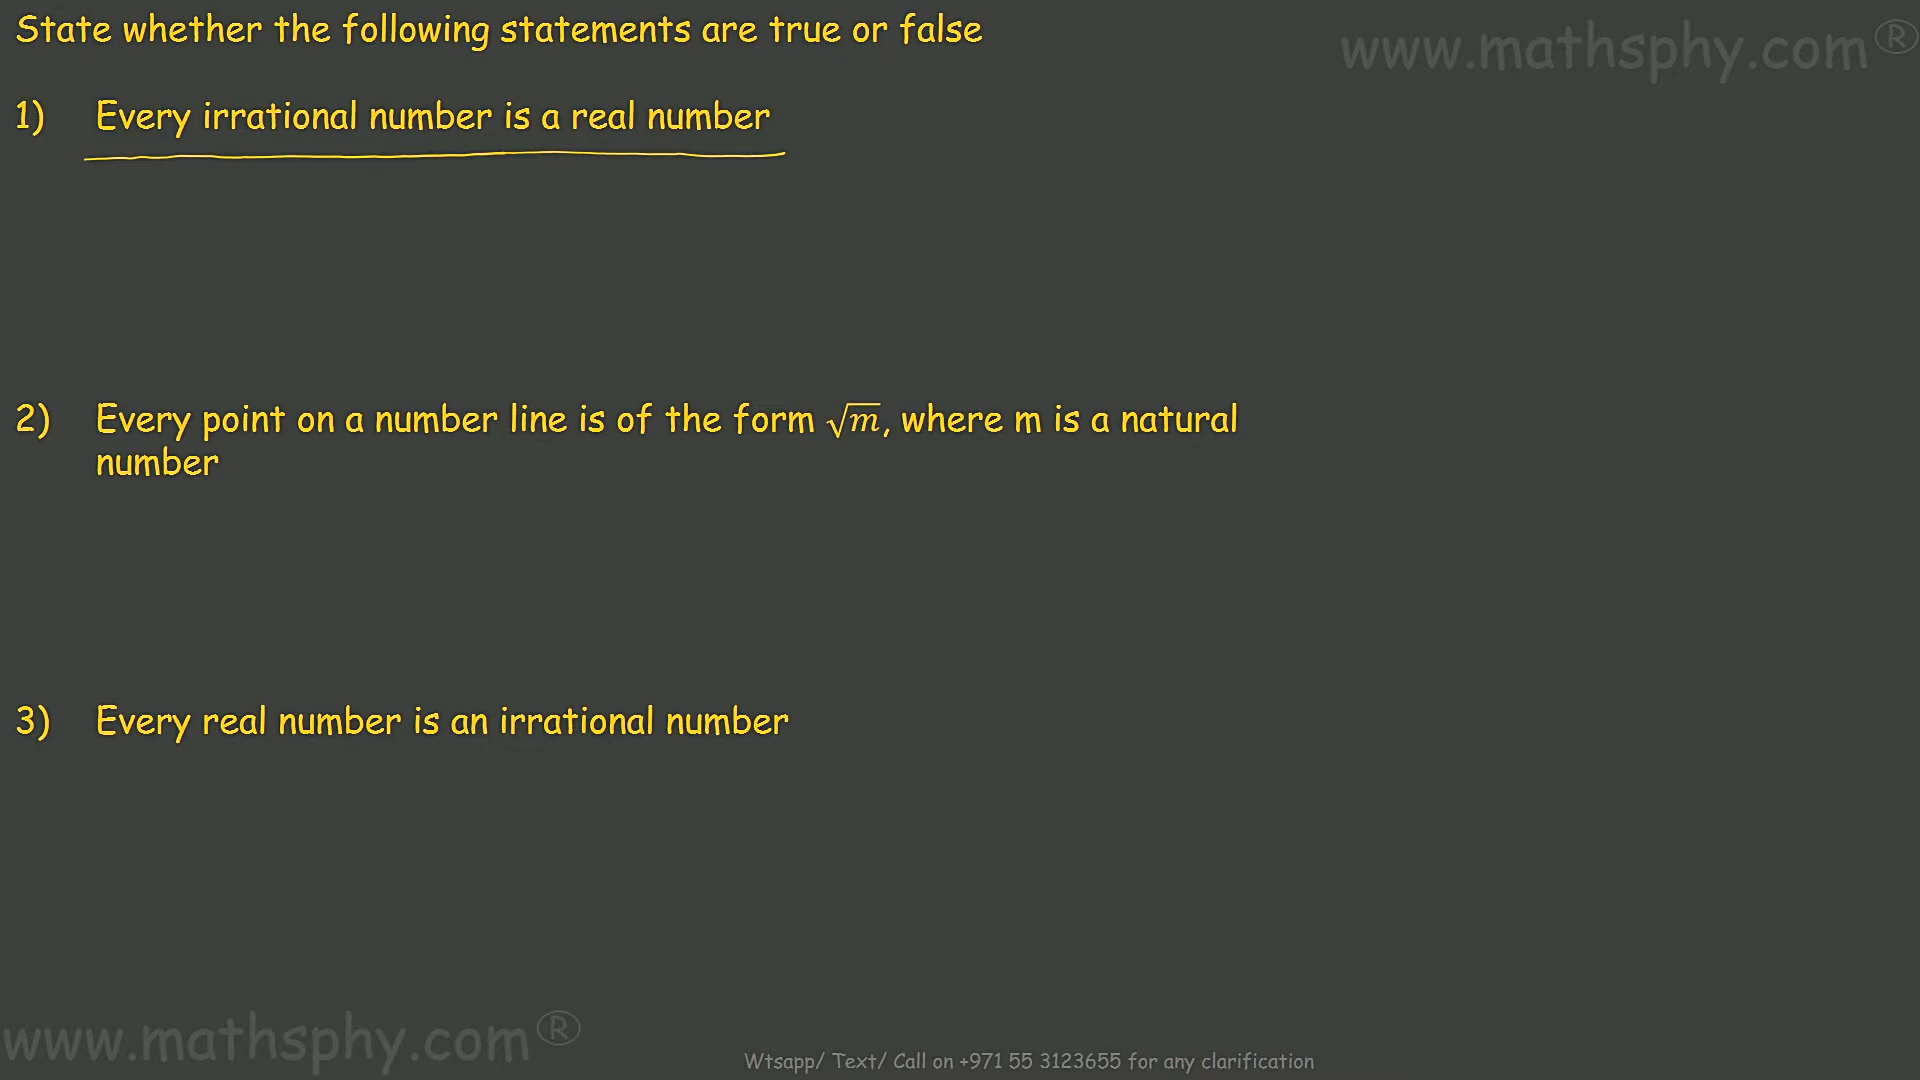 State whether the following statements are true or false
www.mathsphy.com®
1) Every irrational number is a real number
2) Every point on a number line is of the form √m, where m is a natural
number
3) Every real number is an irrational number
www.mathsphy.com®
Wtsapp/ Text/ Call on +971 55 3123655 for any clarification